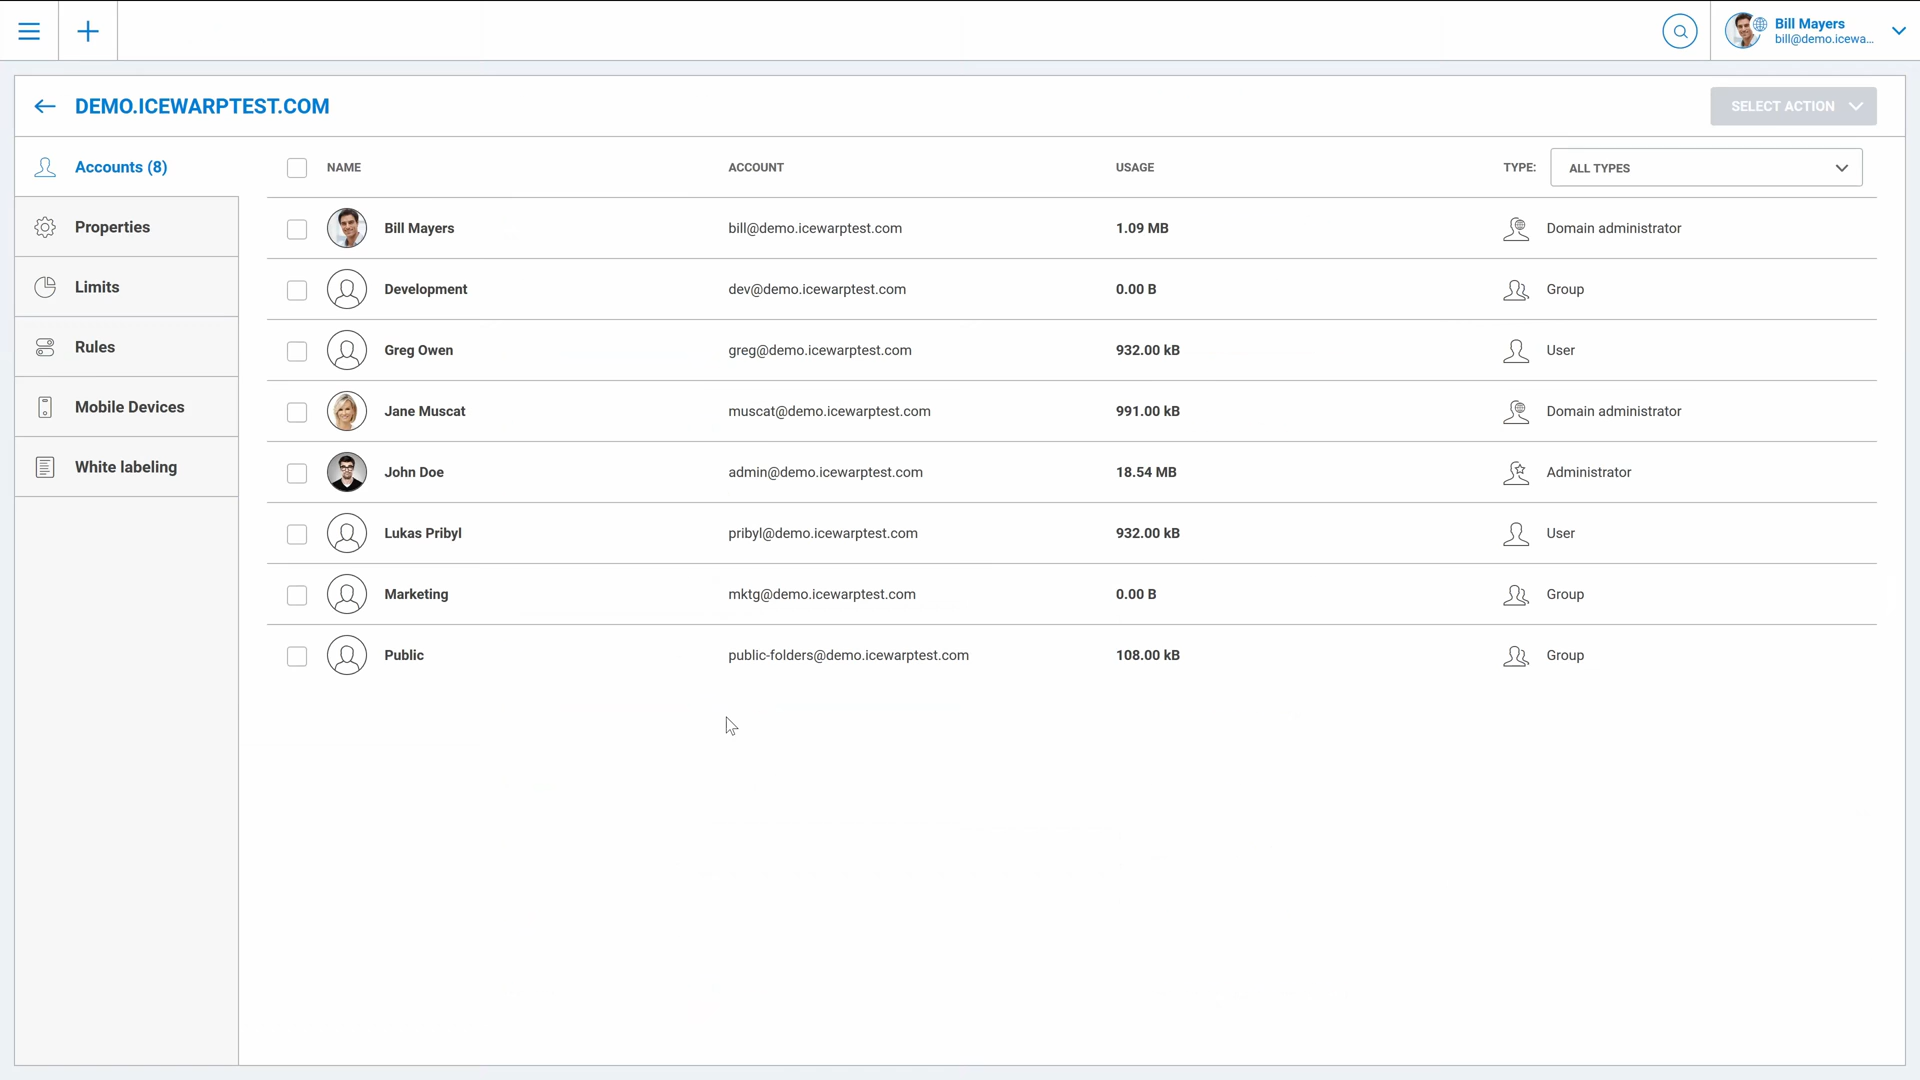 Bill Mayers
bill@demo.icewa...
DEMO.ICEWARPTEST.COM
SELECT ACTION
Accounts (8)
Properties
Limits
Rules
Mobile Devices
White labeling
NAME ACCOUNT USAGE TYPE: ALL TYPES
Bill Mayers bill@demo.icewarptest.com 1.09 MB Domain administrator
Development dev@demo.icewarptest.com 0.00 B Group
Greg Owen greg@demo.icewarptest.com 932.00 kB User
Jane Muscat muscat@demo.icewarptest.com 991.00 kB Domain administrator
John Doe admin@demo.icewarptest.com 18.54 MB Administrator
Lukas Pribyl pribyl@demo.icewarptest.com 932.00 kB User
Marketing mktg@demo.icewarptest.com 0.00 B Group
Public public-folders@demo.icewarptest.com 108.00 kB Group